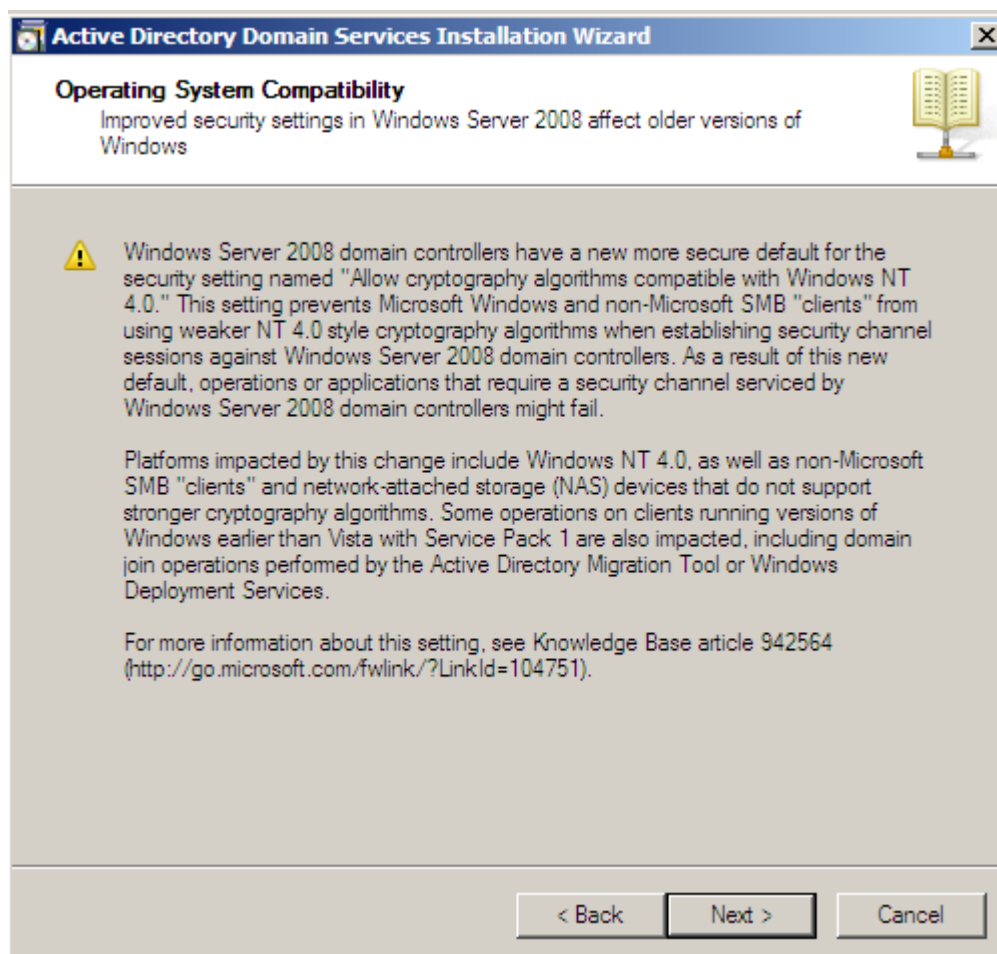 Active Directory Domain Services Installation Wizard
Operating System Compatibility
Improved security settings in Windows Server 2008 affect older versions of
Windows
Windows Server 2008 domain controllers have a new more secure default for the
security setting named "Allow cryptography algorithms compatible with Windows NT
4.0." This setting prevents Microsoft Windows and non-Microsoft SMB "clients" from
using weaker NT 4.0 style cryptography algorithms when establishing security channel
sessions against Windows Server 2008 domain controllers. As a result of this new
default, operations or applications that require a security channel serviced by
Windows Server 2008 domain controllers might fail.
Platforms impacted by this change include Windows NT 4.0, as well as non-Microsoft
SMB "clients" and network-attached storage (NAS) devices that do not support
stronger cryptography algorithms. Some operations on clients running versions of
Windows earlier than Vista with Service Pack 1 are also impacted, including domain
join operations performed by the Active Directory Migration Tool or Windows
Deployment Services.
For more information about this setting, see Knowledge Base article 942564
(http://go.microsoft.com/fwlink/?LinkId=104751).
< Back Next > Cancel